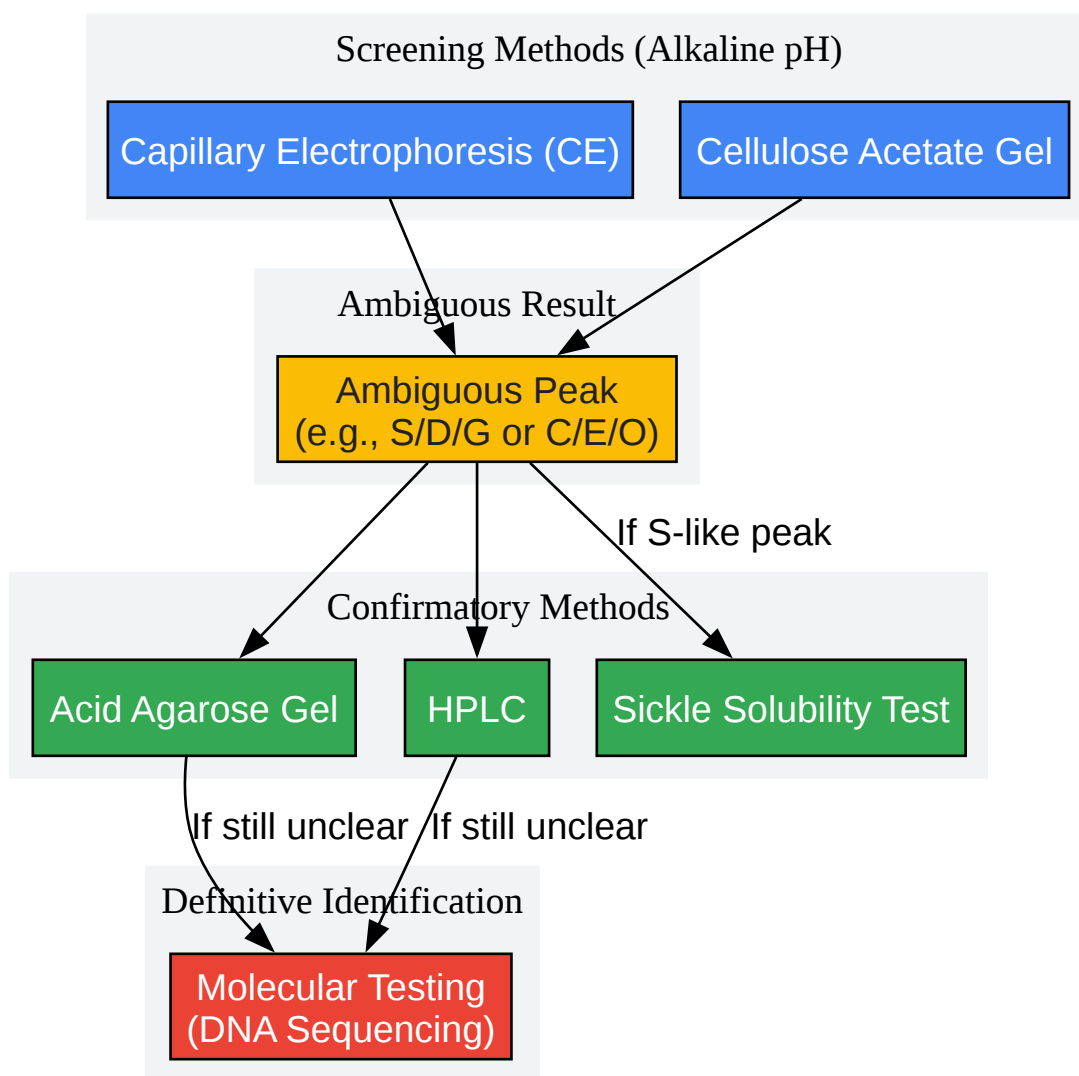 Screening Methods (Alkaline pH)
Capillary Electrophoresis (CE)
Cellulose Acetate Gel
Ambiguous Result
Ambiguous Peak
(e.g., S/D/G or C/E/O)
If S-like peak
Confirmatory Methods
Acid Agarose Gel
HPLC
Sickle Solubility Test
If still unclear
If still unclear
Definitive Identification
Molecular Testing
(DNA Sequencing)